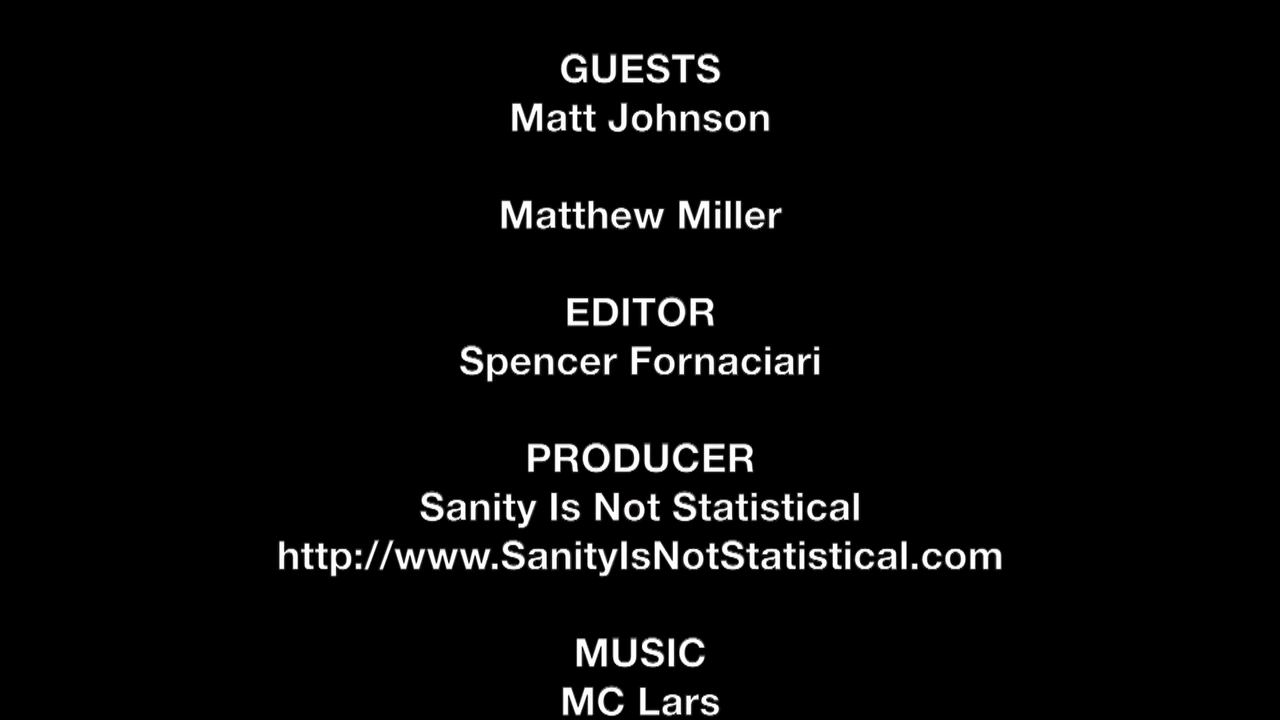 GUESTS
Matt Johnson
Matthew Miller
EDITOR
Spencer Fornaciari
PRODUCER
Sanity Is Not Statistical
http://www.SanityIsNotStatistical.com
MUSIC
MC Lars